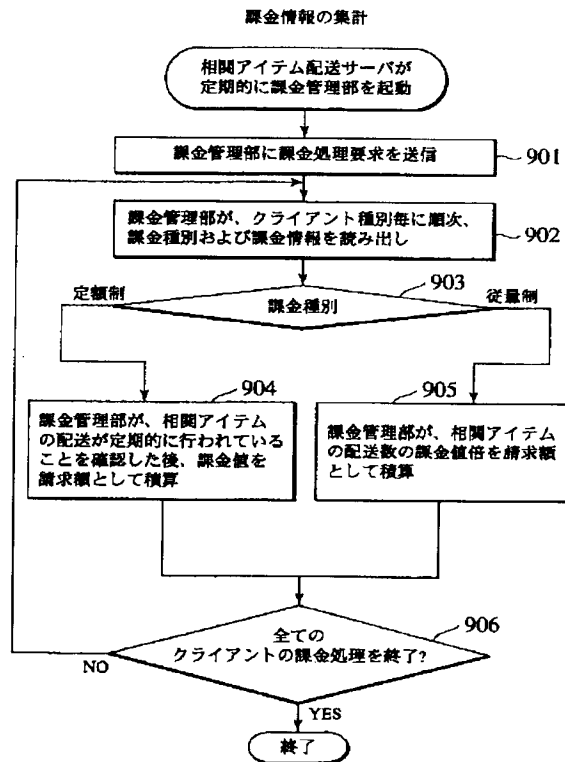 課金情報の集計
相関アイテム配送サーバが
定期的に課金管理部を起動
課金管理部に課金処理要求を送信
901
課金管理部が、クライアント種別毎に順次、
課金種別および課金情報を読み出し
902
903
定額制
課金種別
従量制
904
905
課金管理部が、相関アイテム
の配送が定期的に行われている
ことを確認した後、課金値を
請求額として積算
課金管理部が、相関アイテム
の配送数の課金値倍を請求額
として積算
906
全ての
クライアントの課金処理を終了?
NO
YES
終了